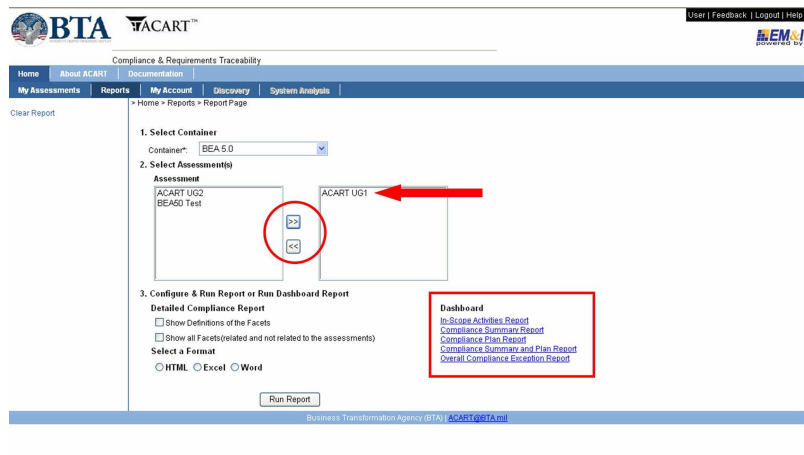 User | Feedback | Logout | Help
BTA
ACART™
EM&I
powered by
Compliance & Requirements Traceability
Home About ACART Documentation
My Assessments Reports My Account Discovery System Analysis
> Home > Reports > Report Page
Clear Report
1. Select Container
Container*: BEA 5.0
2. Select Assessment(s)
Assessment
ACART UG2
BEA50 Test
>>
<<
ACART UG1
3. Configure & Run Report or Run Dashboard Report
Detailed Compliance Report
Show Definitions of the Facets
Show all Facets(related and not related to the assessments)
Select a Format
HTML Excel Word
Run Report
Dashboard
In-Scope Activities Report
Compliance Summary Report
Compliance Plan Report
Compliance Summary and Plan Report
Overall Compliance Exception Report
Business Transformation Agency (BTA) | ACART@BTA.mil